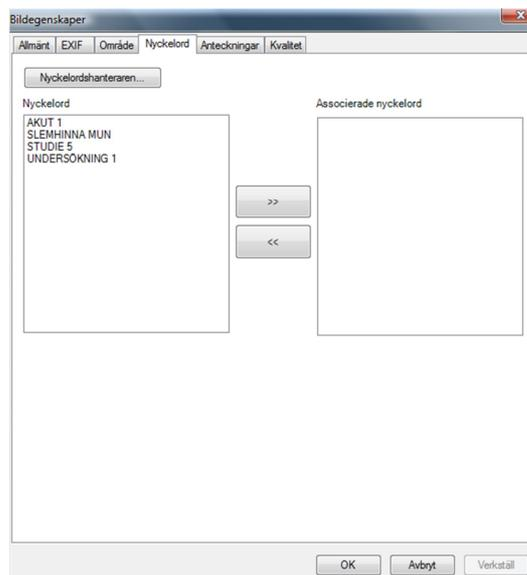 Bildegenskaper
Allmänt EXIF Område Nyckelord Anteckningar Kvalitet
Nyckelordshanteraren...
Nyckelord Associerade nyckelord
AKUT 1
SLEMHINNA MUN
STUDIE 5
UNDERSÖKNING 1
>>
<<
OK Avbryt Verkställ